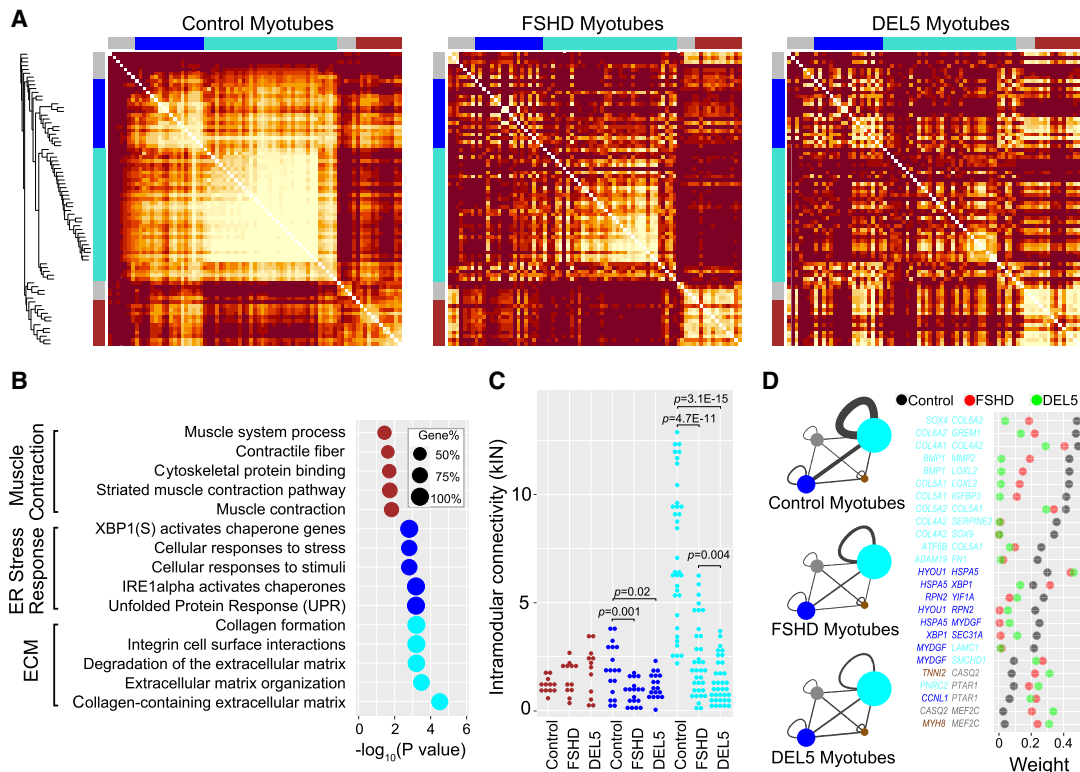 A
Control Myotubes
FSHD Myotubes
DEL5 Myotubes
B
Muscle
Contraction
ER Stress
Response
ECM
Muscle system process
Contractile fiber
Cytoskeletal protein binding
Striated muscle contraction pathway
Muscle contraction
XBP1(S) activates chaperone genes
Cellular responses to stress
Cellular responses to stimuli
IRE1alpha activates chaperones
Unfolded Protein Response (UPR)
Collagen formation
Integrin cell surface interactions
Degradation of the extracellular matrix
Extracellular matrix organization
Collagen-containing extracellular matrix
Gene%
50%
75%
100%
0 2 4 6
-log10(P value)
C
Intramodular connectivity (kIN)
10
5
0
p=3.1E-15
p=4.7E-11
p=0.004
p=0.02
p=0.001
Control FSHD DEL5 Control FSHD DEL5 Control FSHD DEL5
D
Control Myotubes
FSHD Myotubes
DEL5 Myotubes
Control FSHD DEL5
SOX4 COL6A2
COL6A2 GREM1
COL4A1 COL4A2
BMP1 MMP2
BMP1 LOXL2
COL5A1 LOXL2
COL5A1 IGFBP3
COL5A2 COL5A1
COL4A2 SERPINE2
COL4A2 SOX9
ATF6B COL5A1
ADAM19 FN1
HYOU1 HSPA5
HSPA5 XBP1
RPN2 YIF1A
HYOU1 RPN2
HSPA5 MYDGF
XBP1 SEC31A
MYDGF LAMC1
MYDGF SMCHD1
TNNI2 CASQ2
PNRC2 PTAR1
CCNL1 PTAR1
CASQ2 MEF2C
MYH8 MEF2C
0 0.2 0.4
Weight